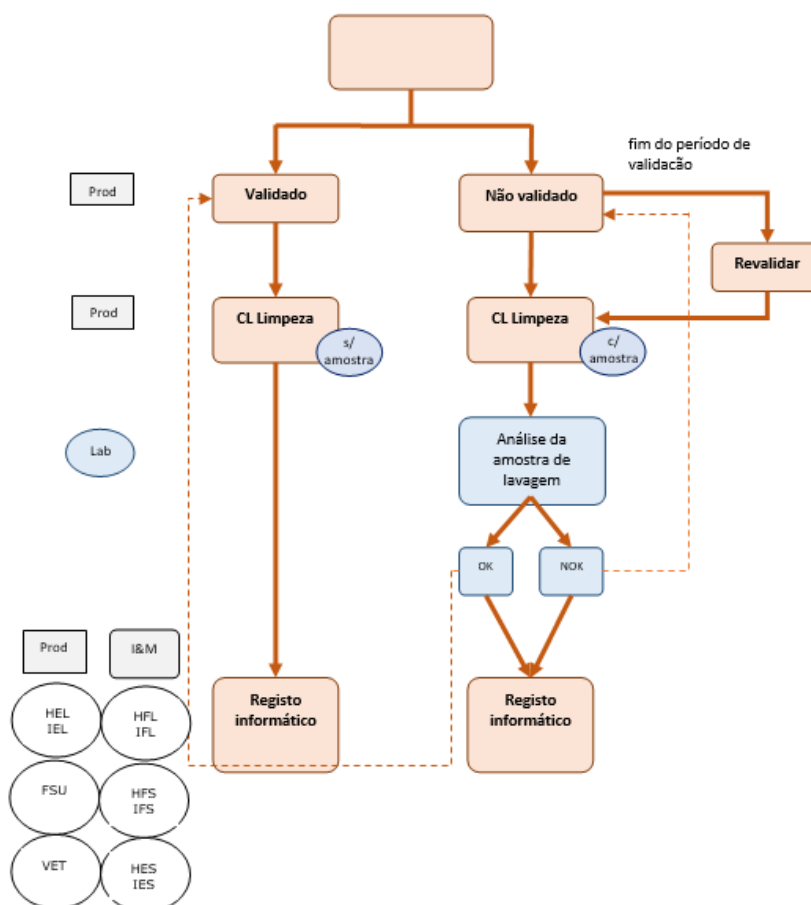 fim do período de
validacão
Prod
Validado
Não validado
Revalidar
Prod
CL Limpeza
s/
amostra
CL Limpeza
c/
amostra
Lab
Análise da
amostra de
lavagem
OK
NOK
Prod
I&M
Registo
informático
Registo
informático
HEL
IEL
HFL
IFL
FSU
HFS
IFS
VET
HES
IES